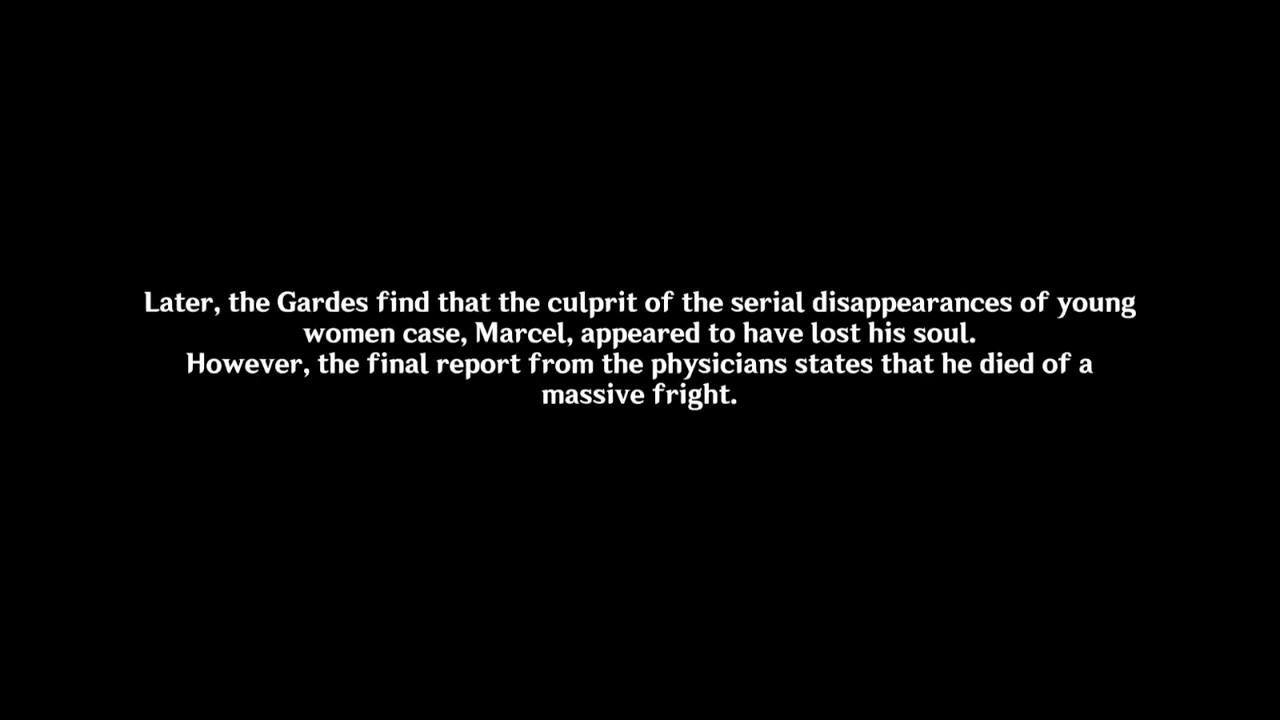 Later, the Gardes find that the culprit of the serial disappearances of young
women case, Marcel, appeared to have lost his soul.
However, the final report from the physicians states that he died of a
massive fright.